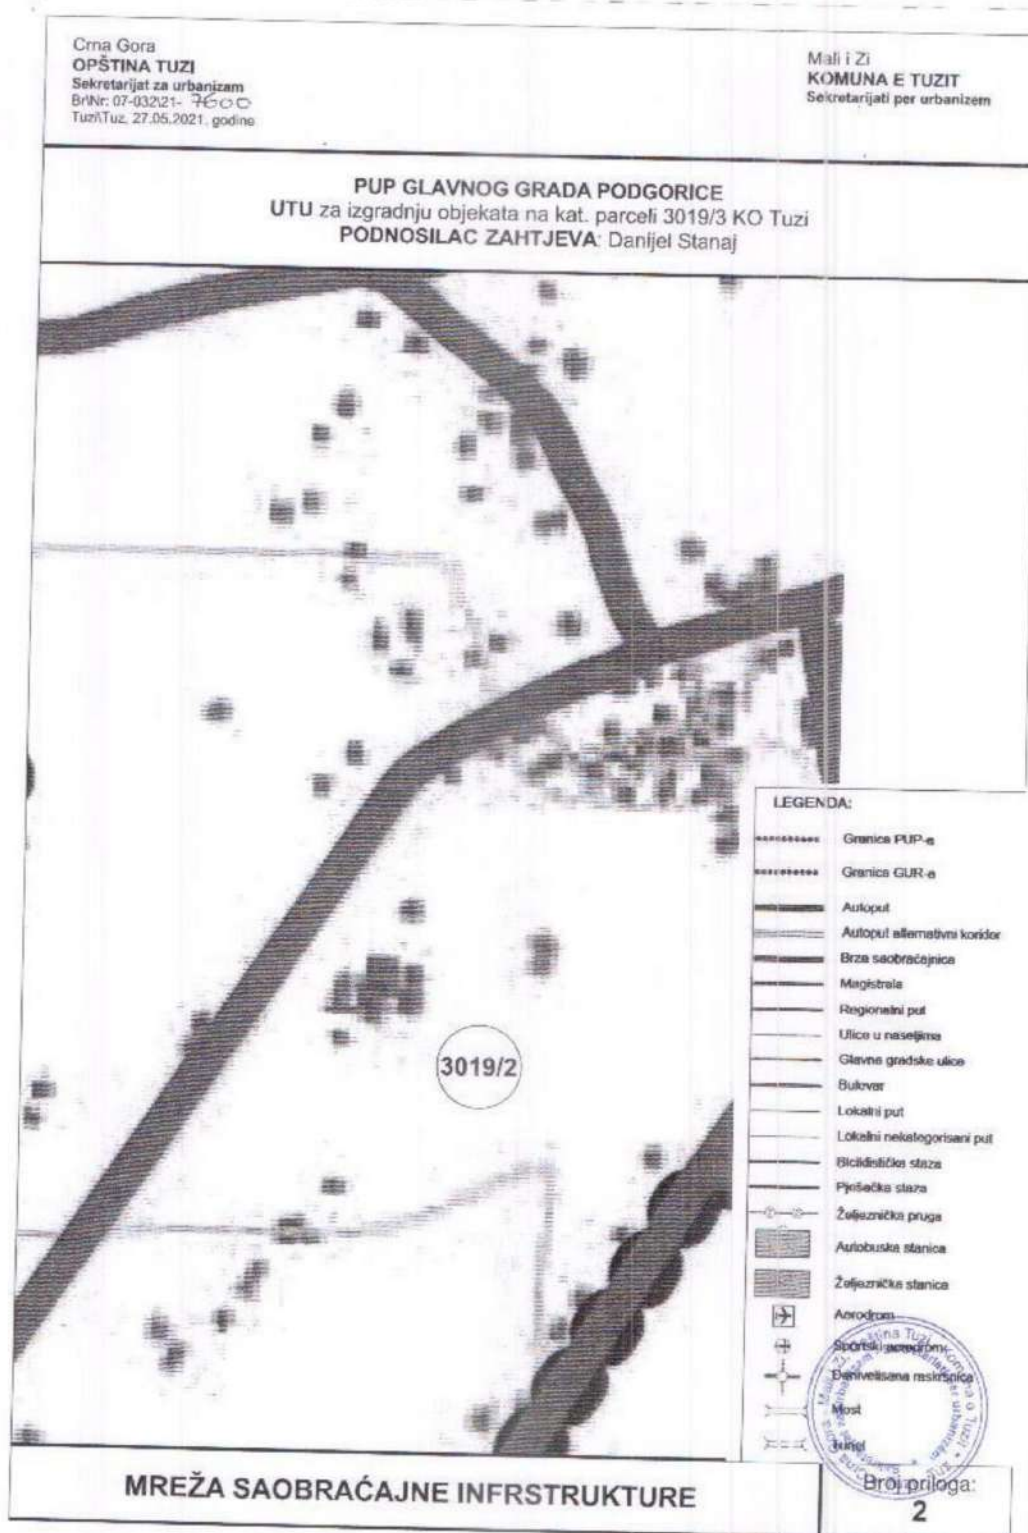 Crna Gora
OPŠTINA TUZI
Sekretarijat za urbanizam
Br\Nr: 07-032\21- 7600
Tuzi\Tuz, 27.05.2021. godine
Mali i Zi
KOMUNA E TUZIT
Sekretarijati per urbanizem
PUP GLAVNOG GRADA PODGORICE
UTU za izgradnju objekata na kat. parceli 3019/3 KO Tuzi
PODNOSILAC ZAHTJEVA: Danijel Stanaj
3019/2
LEGENDA:
Granica PUP-a
Granica GUR-a
Autoput
Autoput alternativni koridor
Brza saobraćajnica
Magistrala
Regionalni put
Ulice u naseljima
Glavne gradske ulice
Bulevar
Lokalni put
Lokalni nekategorisani put
Biciklistička staza
Pješačka staza
Željeznička pruga
Autobuska stanica
Željeznička stanica
Aerodrom
Sportski aerodrom
Denivelisana raskrsnica
Most
Tunel
MREŽA SAOBRAĆAJNE INFRSTRUKTURE
Broj priloga:
2